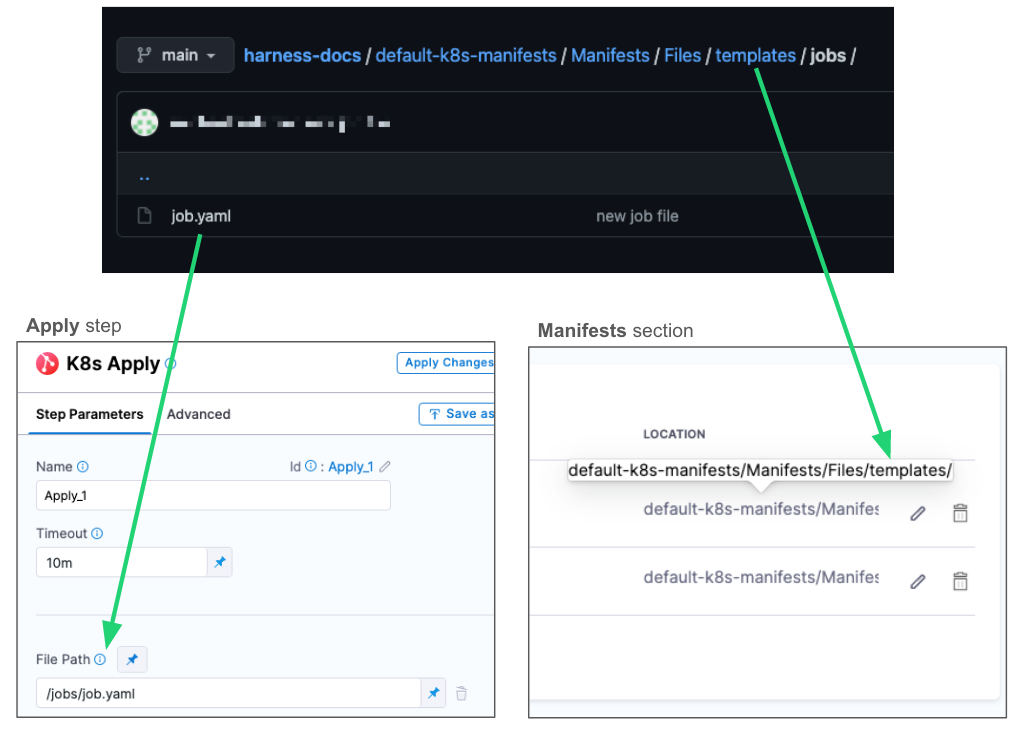 main
harness-docs / default-k8s-manifests / Manifests / Files / templates / jobs /
..
job.yaml new job file
Apply step
K8s Apply
Apply Changes
Step Parameters Advanced
Save as
Name Id : Apply_1
Apply_1
Timeout
10m
File Path
/jobs/job.yaml
Manifests section
LOCATION
default-k8s-manifests/Manifests/Files/templates/
default-k8s-manifests/Manifes
default-k8s-manifests/Manifes